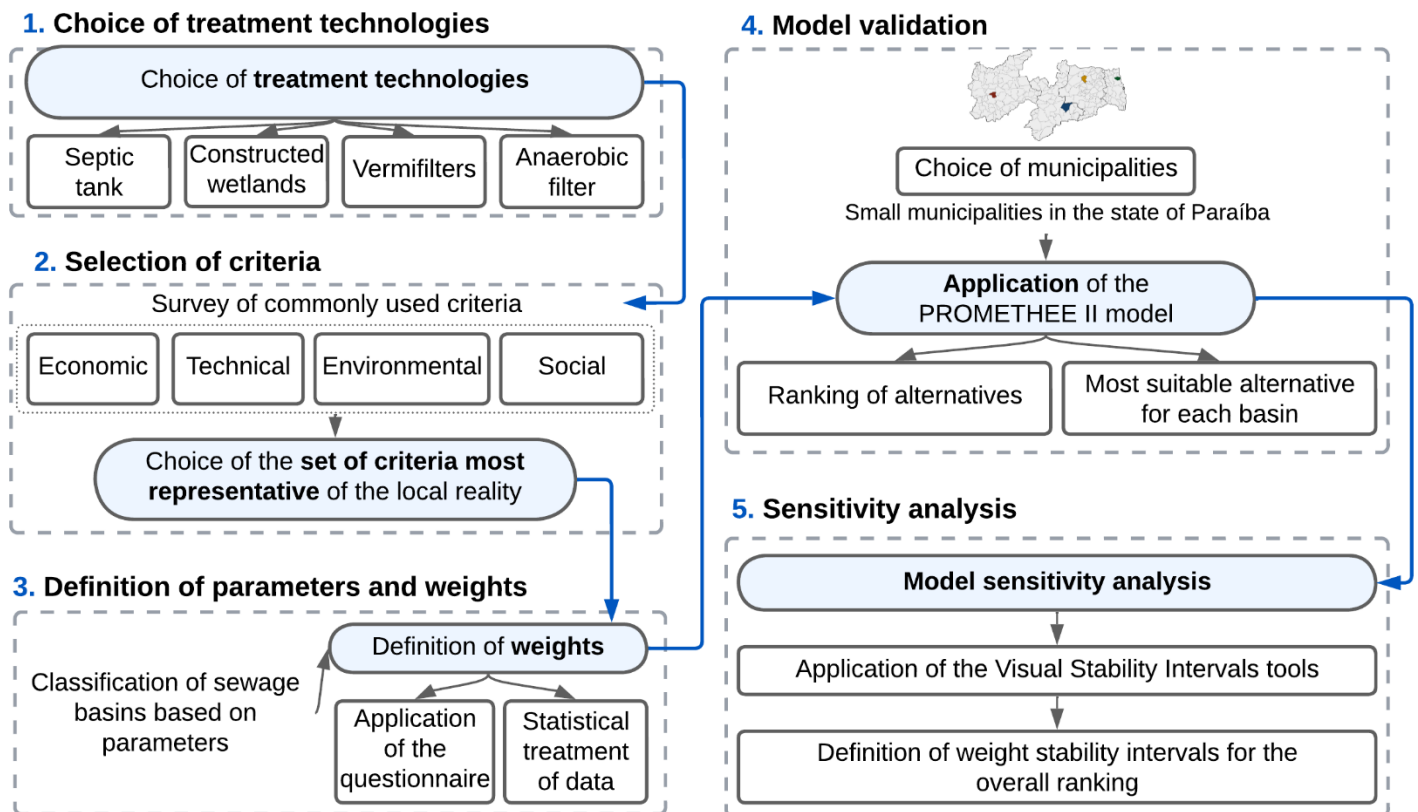 1. Choice of treatment technologies
Choice of treatment technologies
Septic
tank
Constructed
wetlands
Vermifilters
Anaerobic
filter
2. Selection of criteria
Survey of commonly used criteria
Economic
Technical
Environmental
Social
Choice of the set of criteria most
representative of the local reality
3. Definition of parameters and weights
Definition of weights
Classification of sewage
basins based on
parameters
Application
of the
questionnaire
Statistical
treatment
of data
4. Model validation
Choice of municipalities
Small municipalities in the state of Paraíba
Application of the
PROMETHEE II model
Ranking of alternatives
Most suitable alternative
for each basin
5. Sensitivity analysis
Model sensitivity analysis
Application of the Visual Stability Intervals tools
Definition of weight stability intervals for the
overall ranking